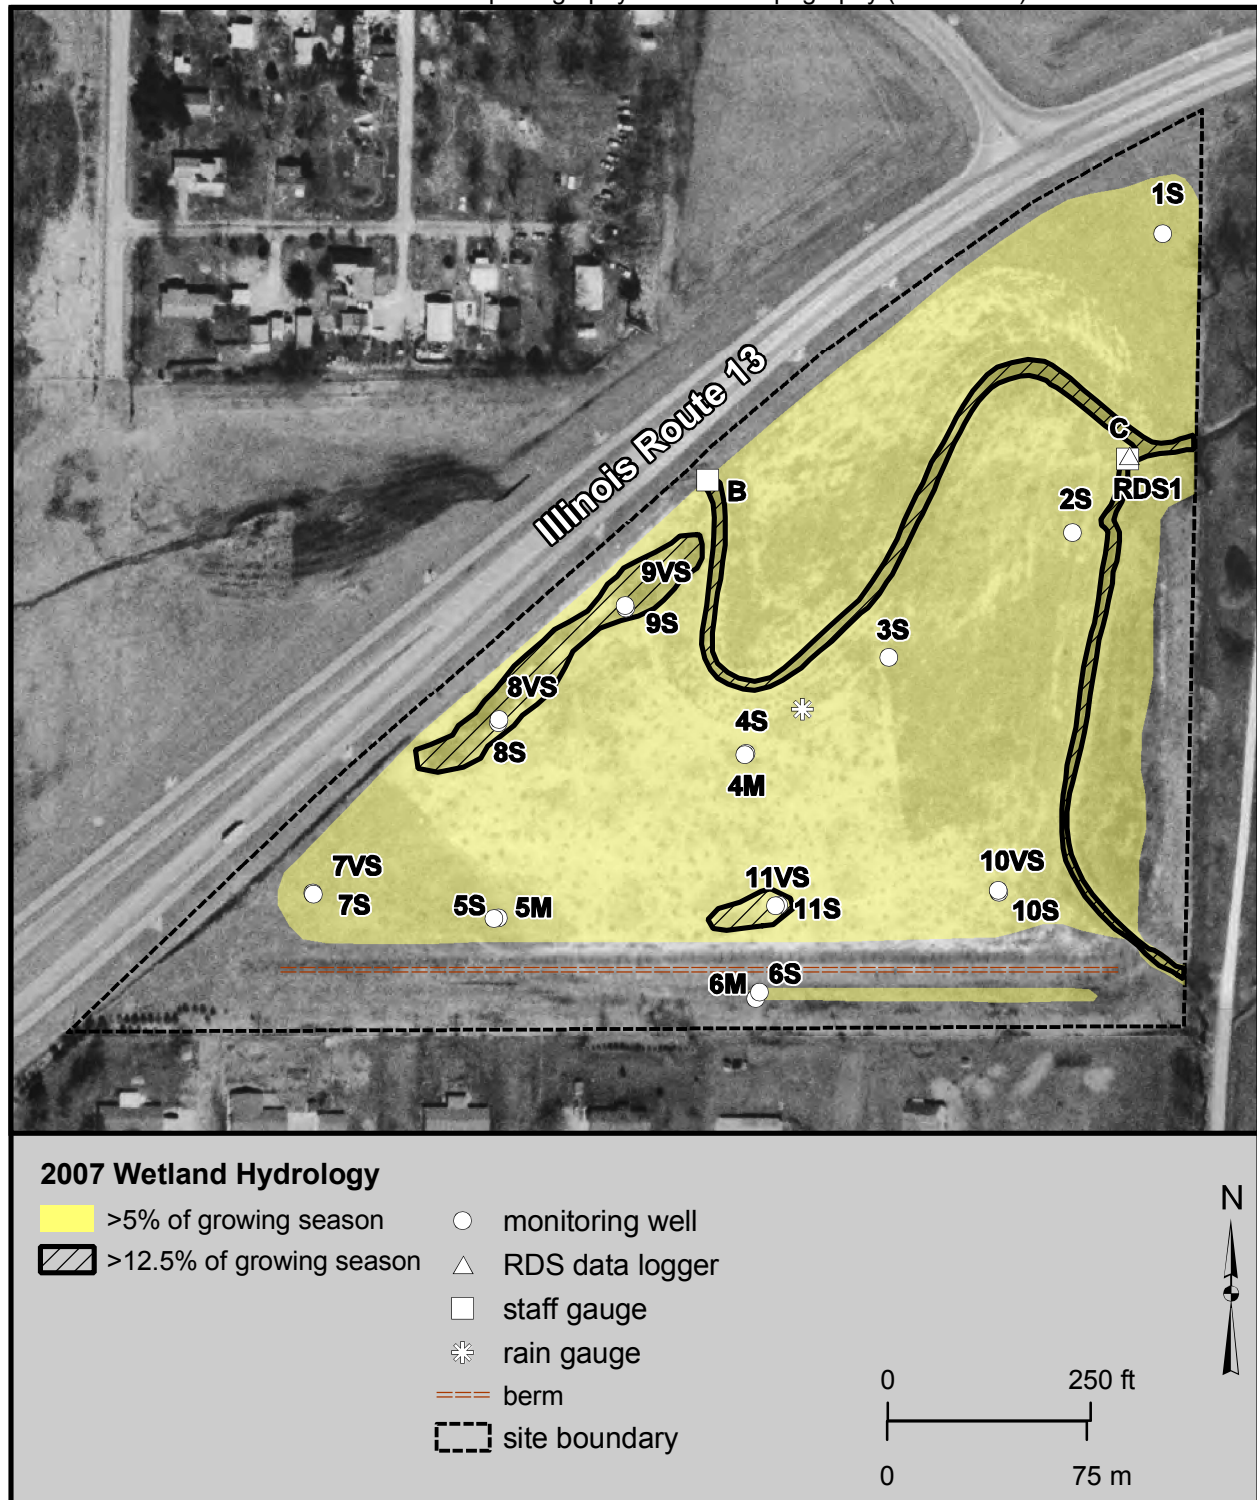 1S
Illinois Route 13
C
B
RDS1
2S
9VS
9S
3S
8VS
4S
8S
4M
7VS
10VS
11VS
7S
5S 5M
11S
10S
6M 6S
2007 Wetland Hydrology
>5% of growing season
>12.5% of growing season
monitoring well
RDS data logger
staff gauge
rain gauge
berm
site boundary
N
0 250 ft
0 75 m